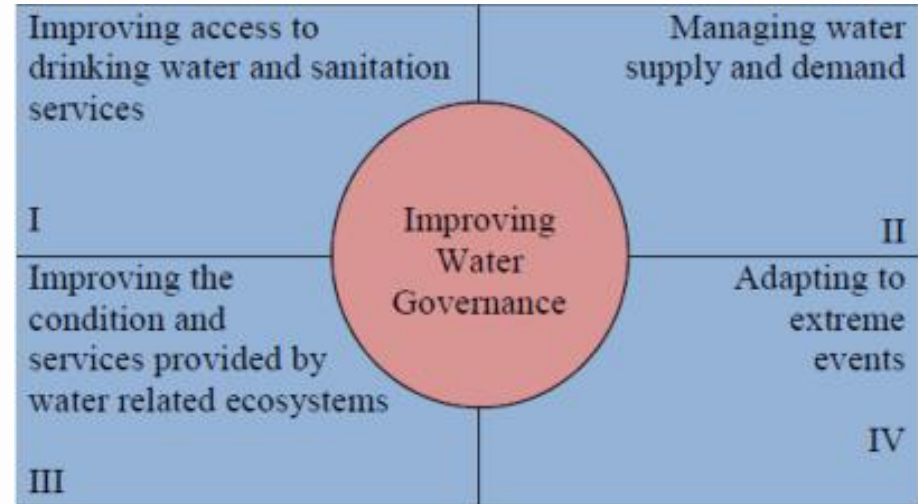 Improving access to
drinking water and sanitation
services
I
Managing water
supply and demand
II
Improving
Water
Governance
Improving the
condition and
services provided by
water related ecosystems
III
Adapting to
extreme
events
IV